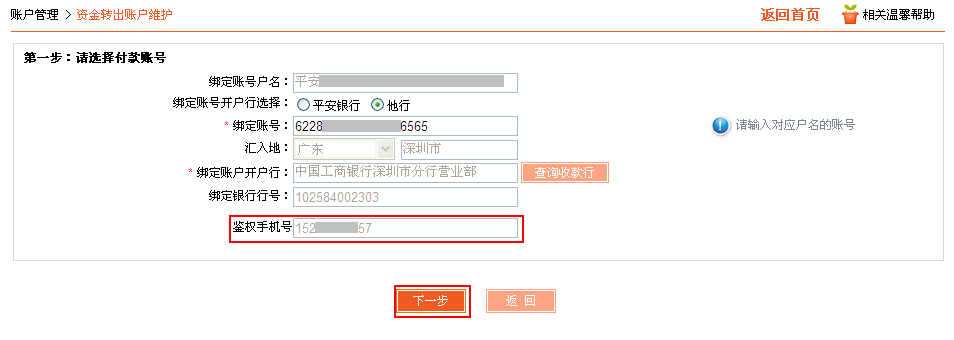 账户管理 > 资金转出账户维护 返回首页 相关温馨帮助
第一步：请选择付款账号
绑定账号户名： 平安
绑定账号开户行选择： 平安银行 他行
* 绑定账号： 6228 6565 请输入对应户名的账号
汇入地： 广东 深圳市
* 绑定账户开户行： 中国工商银行深圳市分行营业部 查询收款行
绑定银行行号： 102584002303
鉴权手机号 152 57
下一步 返 回